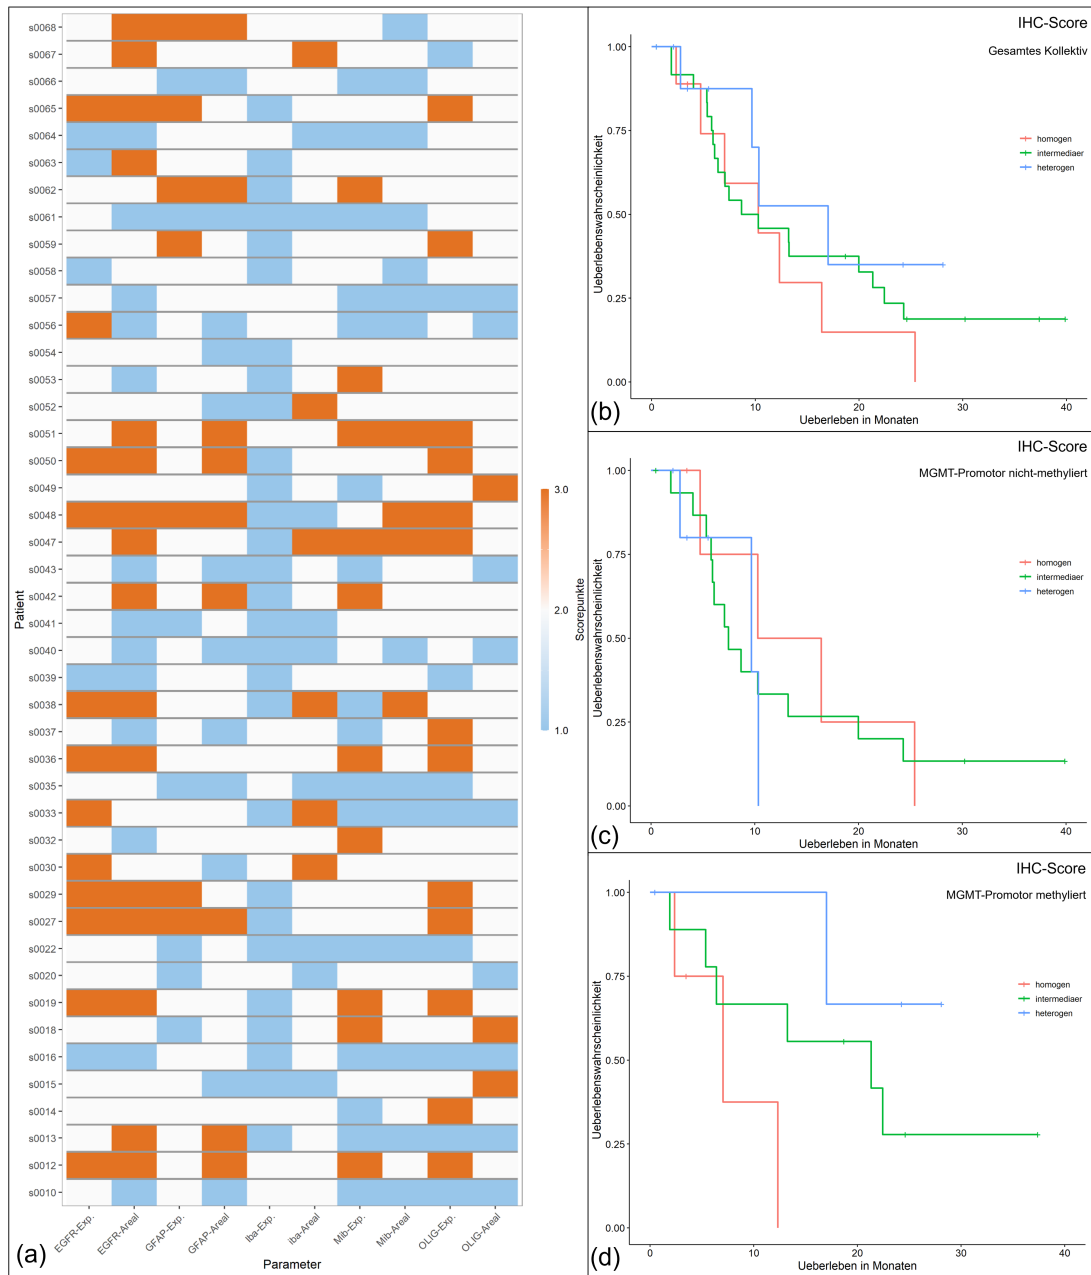 s0068
s0067
s0066
s0065
s0064
s0063
s0062
s0061
s0059
s0058
s0057
s0056
s0054
s0053
s0052
s0051
s0050
s0049
s0048
s0047
s0043
s0042
s0041
s0040
s0039
s0038
s0037
s0036
s0035
s0033
s0032
s0030
s0029
s0027
s0022
s0020
s0019
s0018
s0016
s0015
s0014
s0013
s0012
s0010
Patient
EGFR-Exp.
EGFR-Areal
GFAP-Exp.
GFAP-Areal
Iba-Exp.
iba-Areal
Mib-Exp.
MIb-Areal
OLIG-Exp.
OLIG-Areal
Parameter
(a)
3.0
2.0
1.0
Scorepunkte
IHC-Score
Gesamtes Kollektiv
homogen
intermediaer
heterogen
1.00
0.75
0.50
0.25
0.00
Ueberlebenswahrscheinlichkeit
0
10
20
30
40
Ueberleben in Monaten
(b)
IHC-Score
MGMT-Promotor nicht-methyliert
homogen
intermediaer
heterogen
1.00
0.75
0.50
0.25
0.00
Ueberlebenswahrscheinlichkeit
0
10
20
30
40
Ueberleben in Monaten
(c)
IHC-Score
MGMT-Promotor methyliert
homogen
intermediaer
heterogen
1.00
0.75
0.50
0.25
0.00
Ueberlebenswahrscheinlichkeit
0
10
20
30
40
Ueberleben in Monaten
(d)